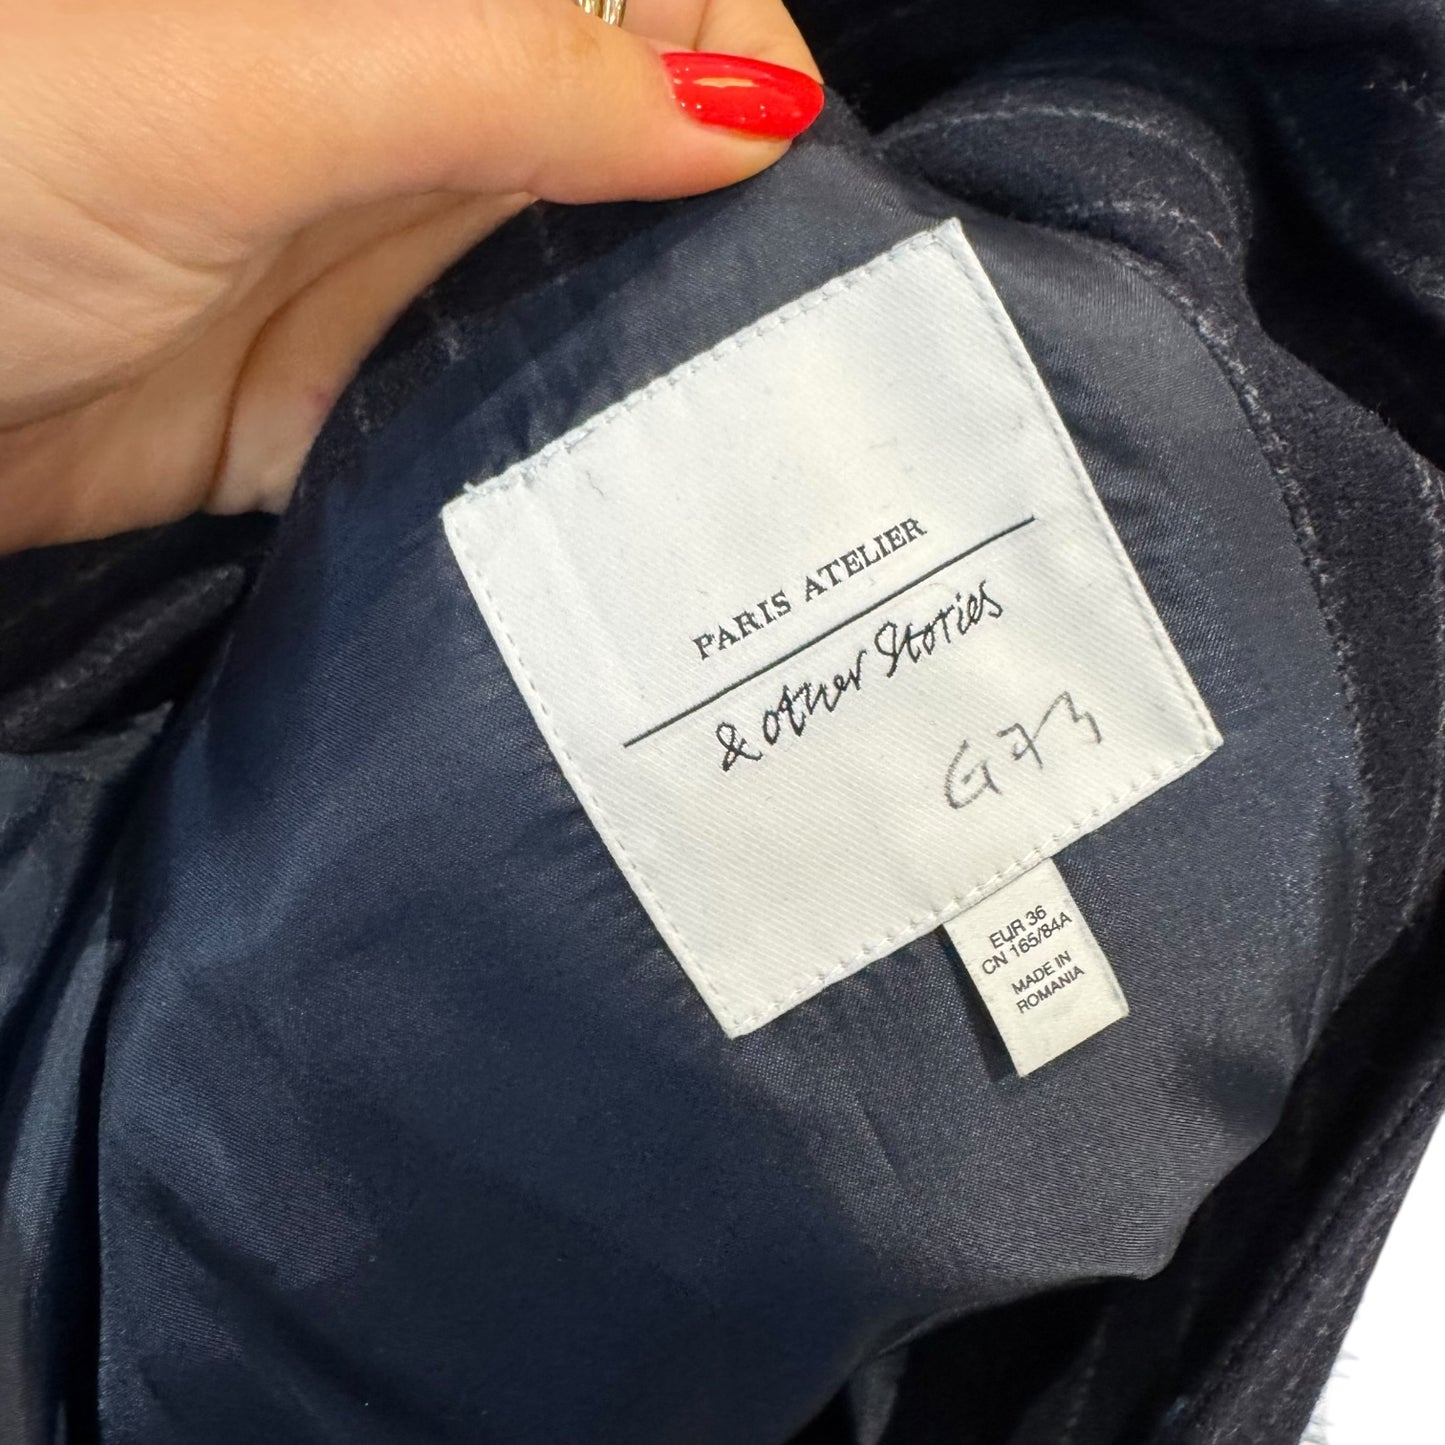 PARIS ATELIER
& other Stories
G73
EUR 36
CN 165/84A
MADE IN
ROMANIA